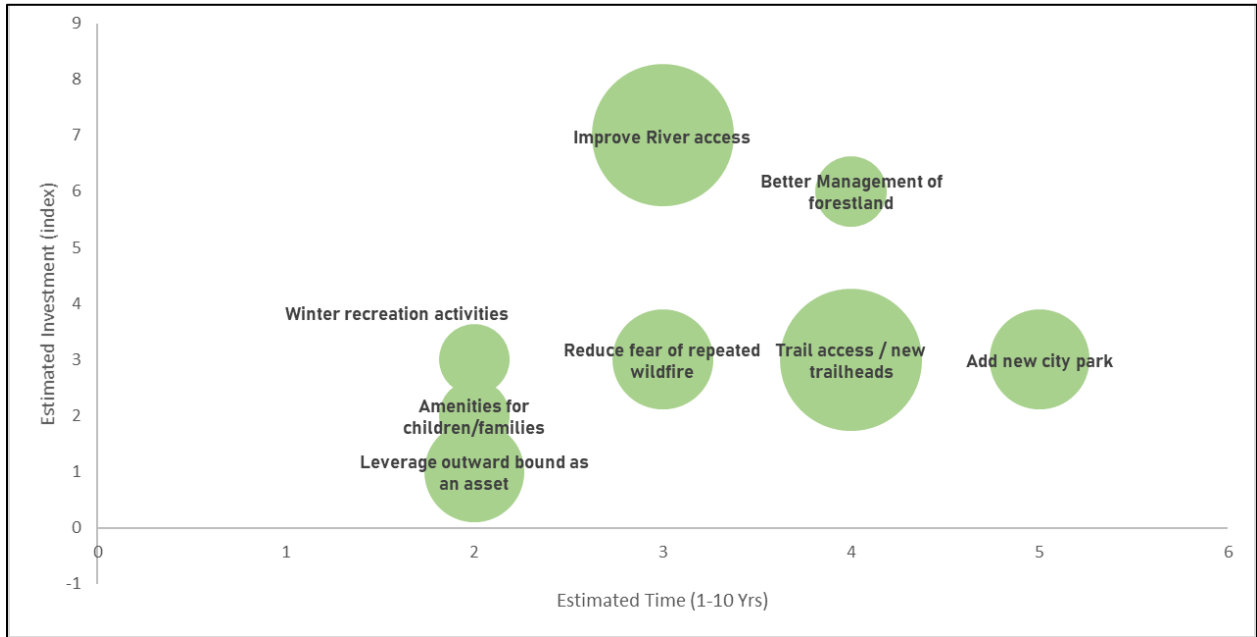 9
8
7
6
5
4
3
2
1
0
-1
Estimated Investment (index)
Improve River access
Better Management of
forestland
Winter recreation activities
Reduce fear of repeated
wildfire
Trail access / new
trailheads
Add new city park
Amenities for
children/families
Leverage outward bound as
an asset
0 1 2 3 4 5 6
Estimated Time (1-10 Yrs)